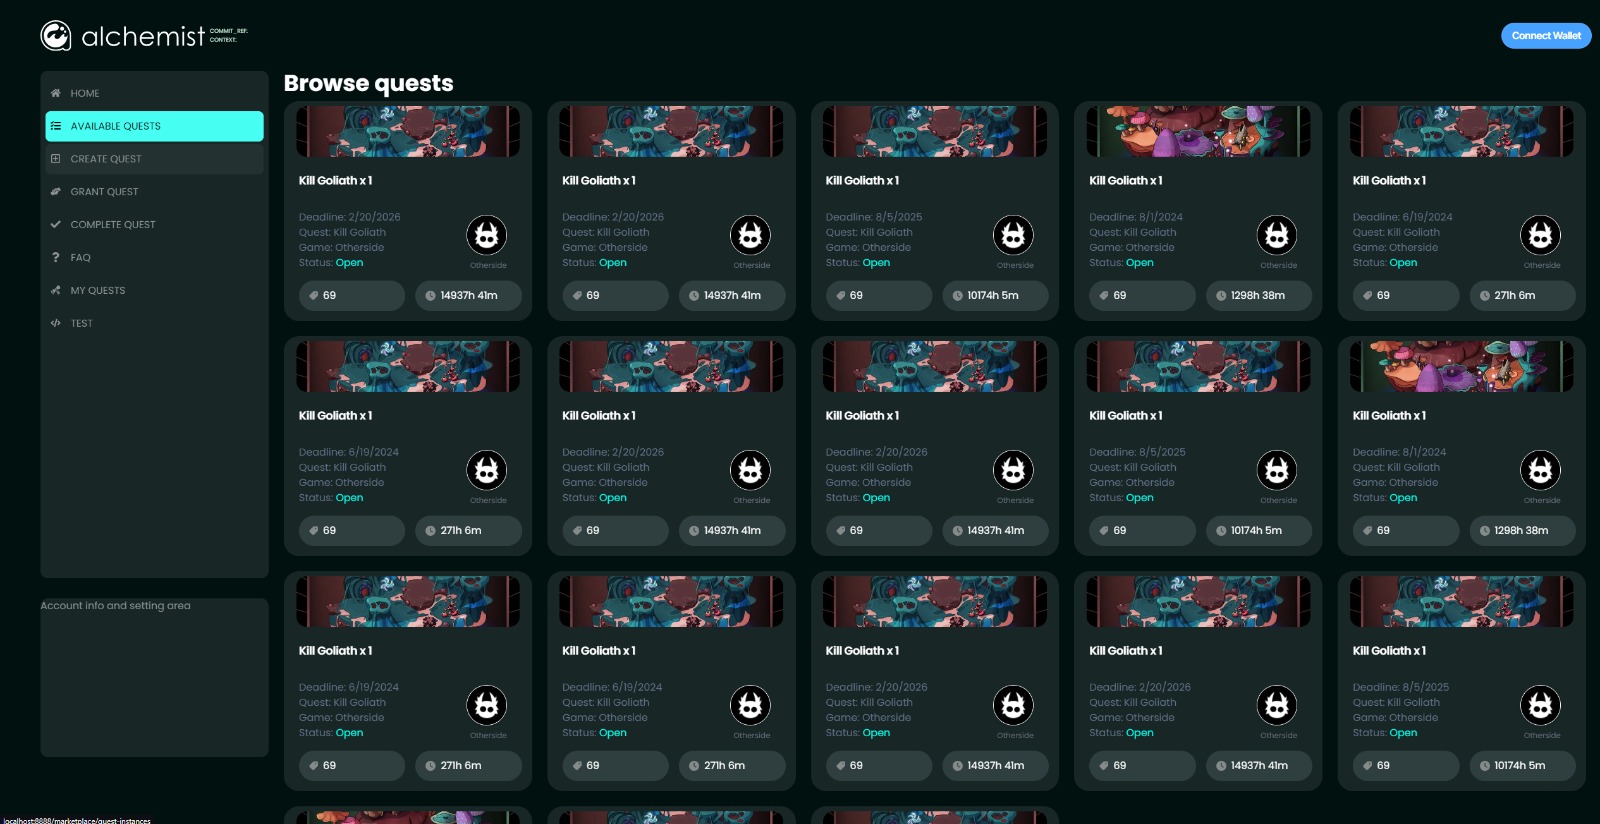 alchemist
COMMIT_REF:
CONTEXT:
Connect Wallet
HOME
AVAILABLE QUESTS
CREATE QUEST
GRANT QUEST
COMPLETE QUEST
FAQ
MY QUESTS
TEST
Account info and setting area
Browse quests
Kill Goliath x 1
Deadline: 2/20/2026
Quest: Kill Goliath
Game: Otherside
Status: Open
Otherside
69
14937h 41m
Kill Goliath x 1
Deadline: 2/20/2026
Quest: Kill Goliath
Game: Otherside
Status: Open
Otherside
69
14937h 41m
Kill Goliath x 1
Deadline: 8/5/2025
Quest: Kill Goliath
Game: Otherside
Status: Open
Otherside
69
10174h 5m
Kill Goliath x 1
Deadline: 8/1/2024
Quest: Kill Goliath
Game: Otherside
Status: Open
Otherside
69
1298h 38m
Kill Goliath x 1
Deadline: 6/19/2024
Quest: Kill Goliath
Game: Otherside
Status: Open
Otherside
69
271h 6m
Kill Goliath x 1
Deadline: 6/19/2024
Quest: Kill Goliath
Game: Otherside
Status: Open
Otherside
69
271h 6m
Kill Goliath x 1
Deadline: 2/20/2026
Quest: Kill Goliath
Game: Otherside
Status: Open
Otherside
69
14937h 41m
Kill Goliath x 1
Deadline: 2/20/2026
Quest: Kill Goliath
Game: Otherside
Status: Open
Otherside
69
14937h 41m
Kill Goliath x 1
Deadline: 8/5/2025
Quest: Kill Goliath
Game: Otherside
Status: Open
Otherside
69
10174h 5m
Kill Goliath x 1
Deadline: 8/1/2024
Quest: Kill Goliath
Game: Otherside
Status: Open
Otherside
69
1298h 38m
Kill Goliath x 1
Deadline: 6/19/2024
Quest: Kill Goliath
Game: Otherside
Status: Open
Otherside
69
271h 6m
Kill Goliath x 1
Deadline: 6/19/2024
Quest: Kill Goliath
Game: Otherside
Status: Open
Otherside
69
271h 6m
Kill Goliath x 1
Deadline: 2/20/2026
Quest: Kill Goliath
Game: Otherside
Status: Open
Otherside
69
14937h 41m
Kill Goliath x 1
Deadline: 2/20/2026
Quest: Kill Goliath
Game: Otherside
Status: Open
Otherside
69
14937h 41m
Kill Goliath x 1
Deadline: 8/5/2025
Quest: Kill Goliath
Game: Otherside
Status: Open
Otherside
69
10174h 5m
localhost:8888/marketplace/quest-instances